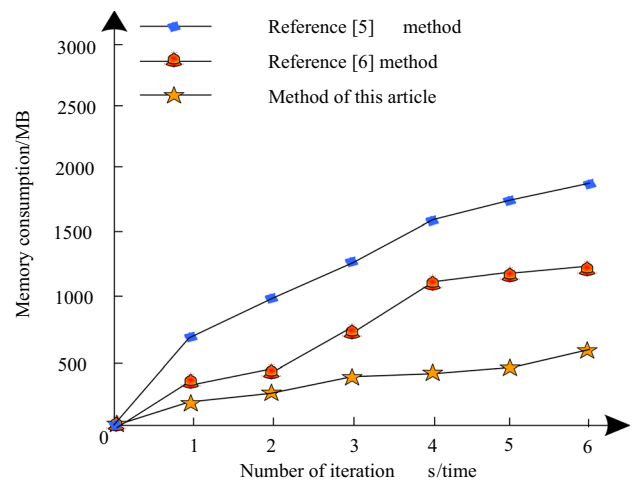 Reference [5] method
Reference [6] method
Method of this article
Memory consumption/MB
3000
2500
2000
1500
1000
500
0
1 2 3 4 5 6
Number of iteration s/time